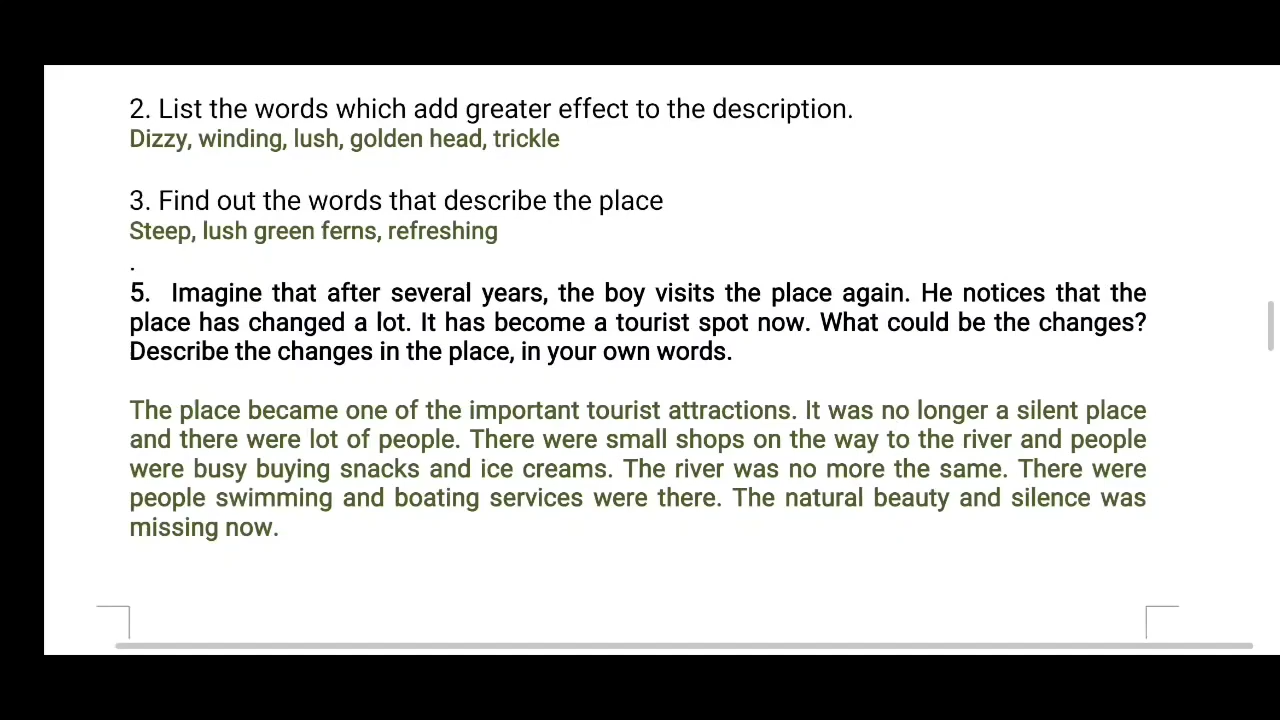 2. List the words which add greater effect to the description.
Dizzy, winding, lush, golden head, trickle
3. Find out the words that describe the place
Steep, lush green ferns, refreshing
.
5. Imagine that after several years, the boy visits the place again. He notices that the
place has changed a lot. It has become a tourist spot now. What could be the changes?
Describe the changes in the place, in your own words.
The place became one of the important tourist attractions. It was no longer a silent place
and there were lot of people. There were small shops on the way to the river and people
were busy buying snacks and ice creams. The river was no more the same. There were
people swimming and boating services were there. The natural beauty and silence was
missing now.